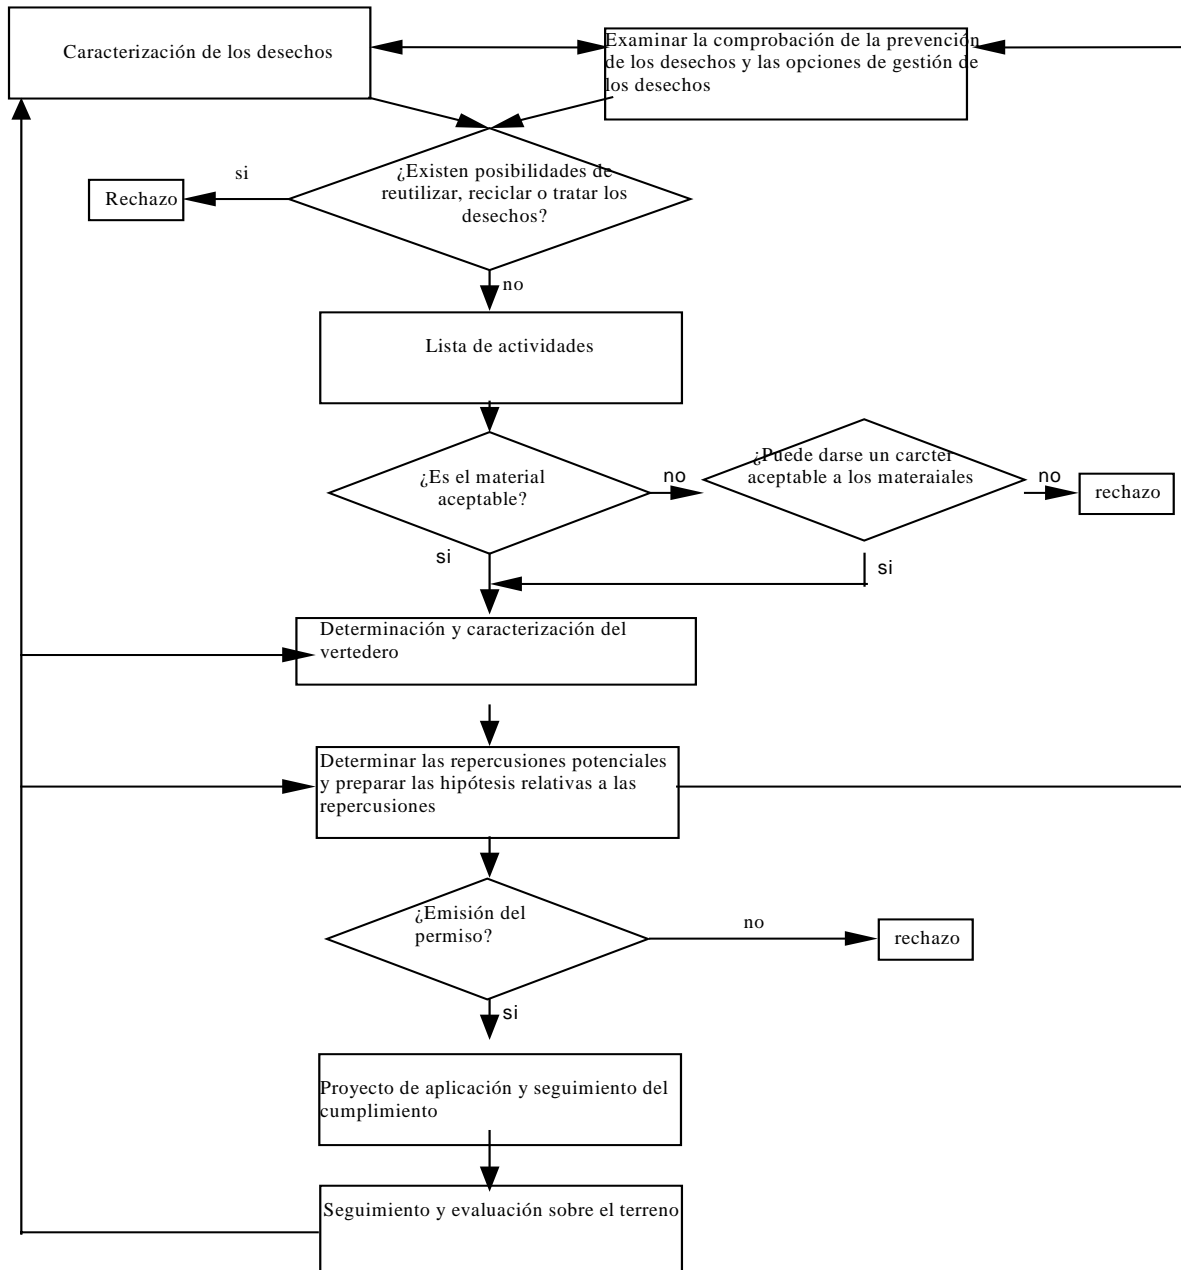 Caracterización de los desechos
Examinar la comprobación de la prevención
de los desechos y las opciones de gestión de
los desechos
¿Existen posibilidades de
reutilizar, reciclar o tratar los
desechos?
si
Rechazo
no
Lista de actividades
¿Es el material
aceptable?
no
¿Puede darse un carcter
aceptable a los materaiales
no
rechazo
si
si
Determinación y caracterización del
vertedero
Determinar las repercusiones potenciales
y preparar las hipótesis relativas a las
repercusiones
¿Emisión del
permiso?
no
rechazo
si
Proyecto de aplicación y seguimiento del
cumplimiento
Seguimiento y evaluación sobre el terreno